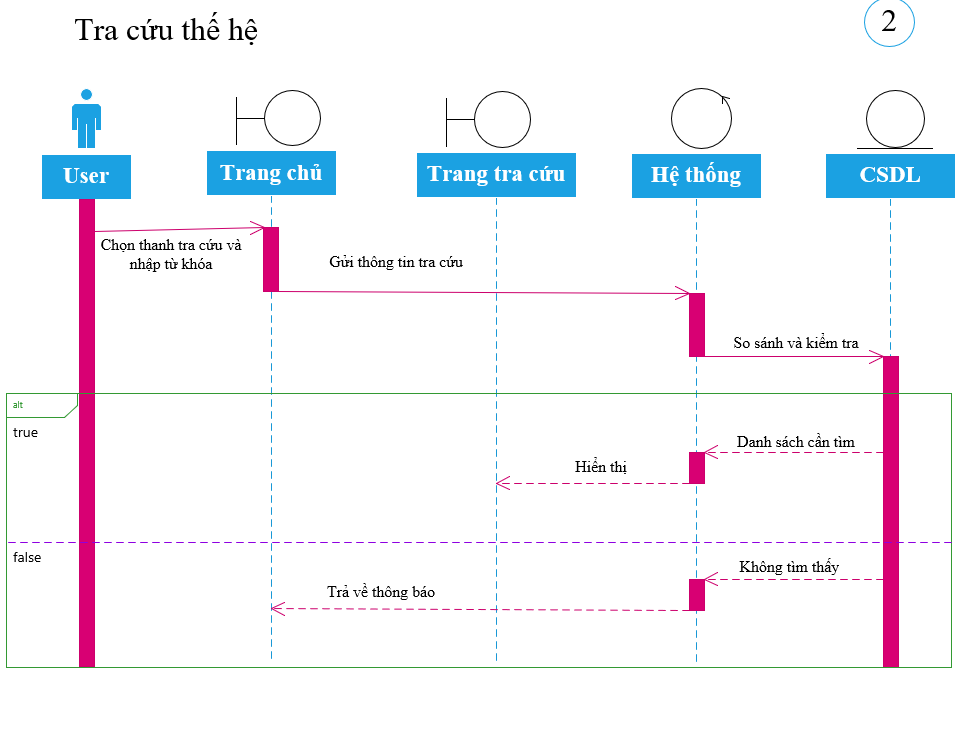 Tra cứu thế hệ
2
User
Trang chủ
Trang tra cứu
Hệ thống
CSDL
Chọn thanh tra cứu và
nhập từ khóa
Gửi thông tin tra cứu
So sánh và kiểm tra
alt
true
Danh sách cần tìm
Hiển thị
false
Không tìm thấy
Trả về thông báo